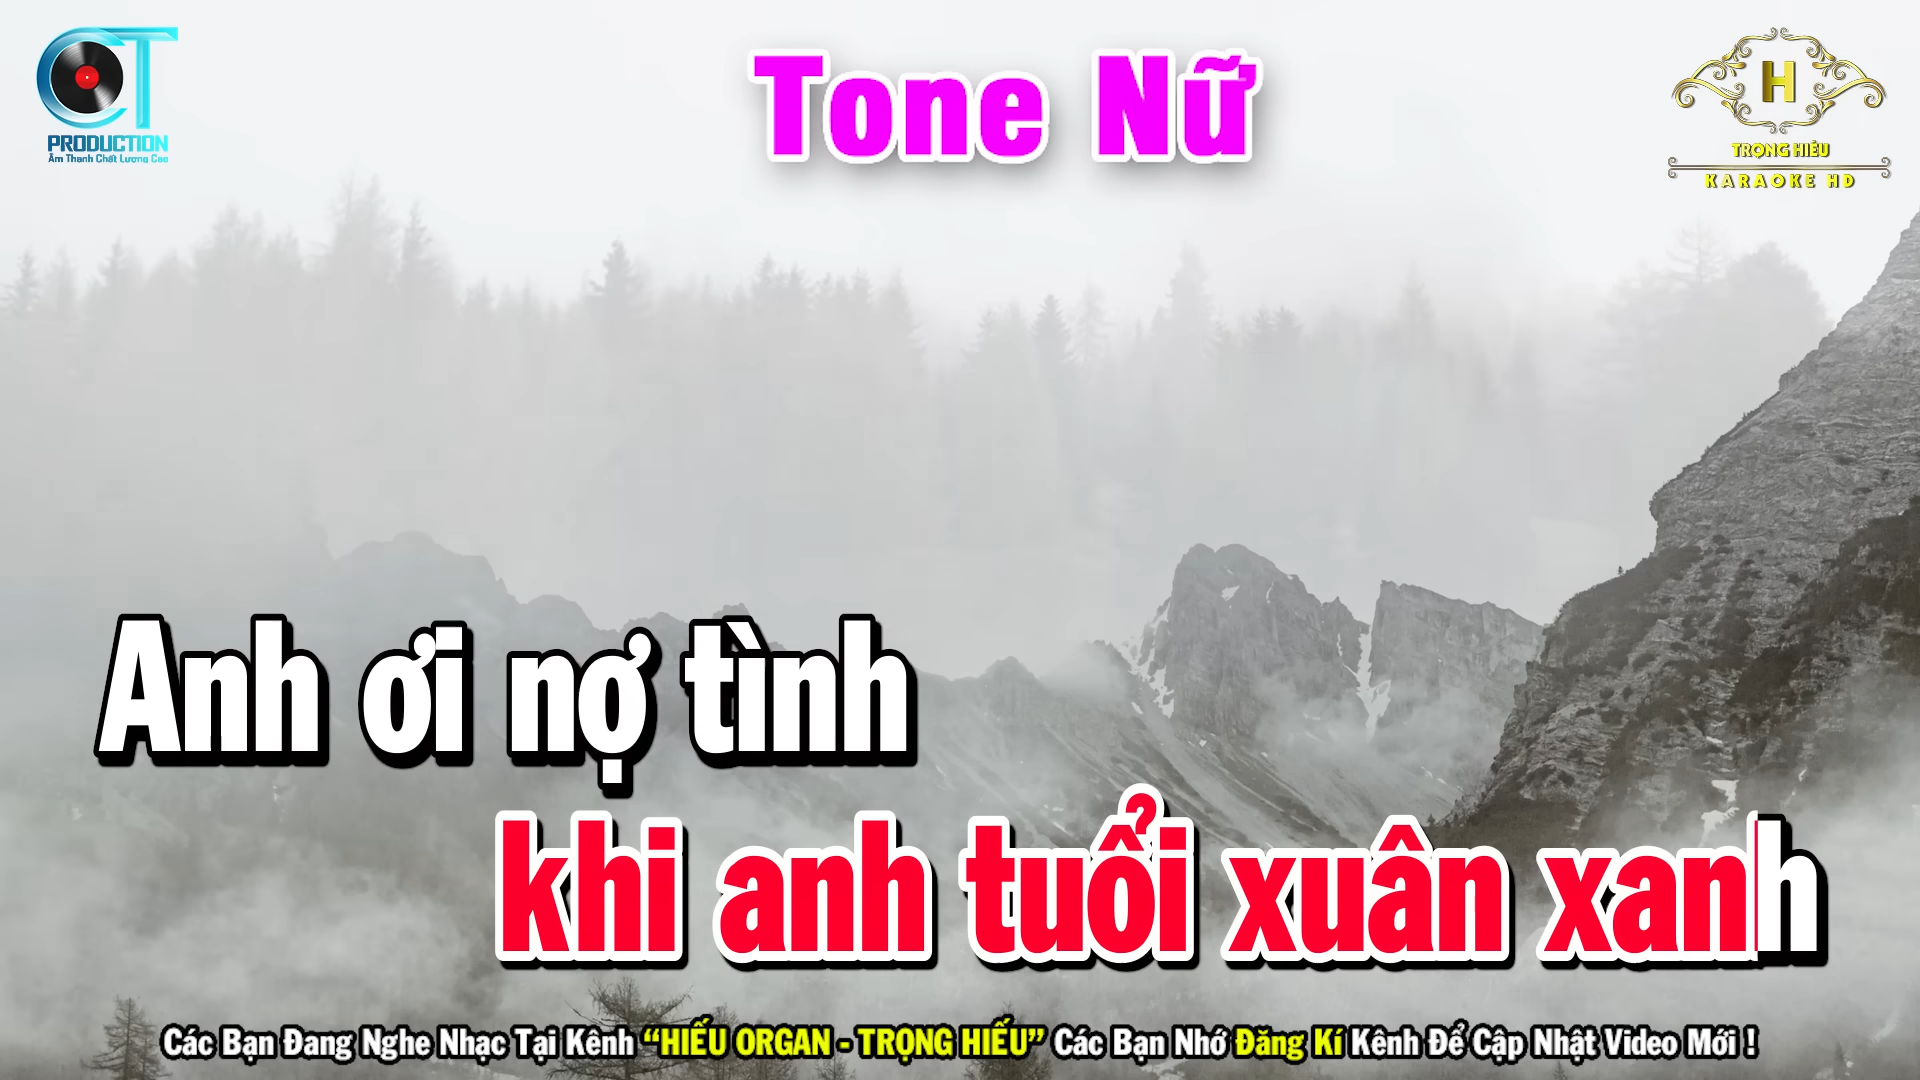 CT
PRODUCTION
Âm Thanh Chất Lượng Cao
Tone Nữ
H
TRỌNG HIẾU
KARAOKE HD
Anh ơi nợ tình
khi anh tuổi xuân xanh
Các Bạn Đang Nghe Nhạc Tại Kênh “HIẾU ORGAN - TRỌNG HIẾU” Các Bạn Nhớ Đăng Kí Kênh Để Cập Nhật Video Mới !